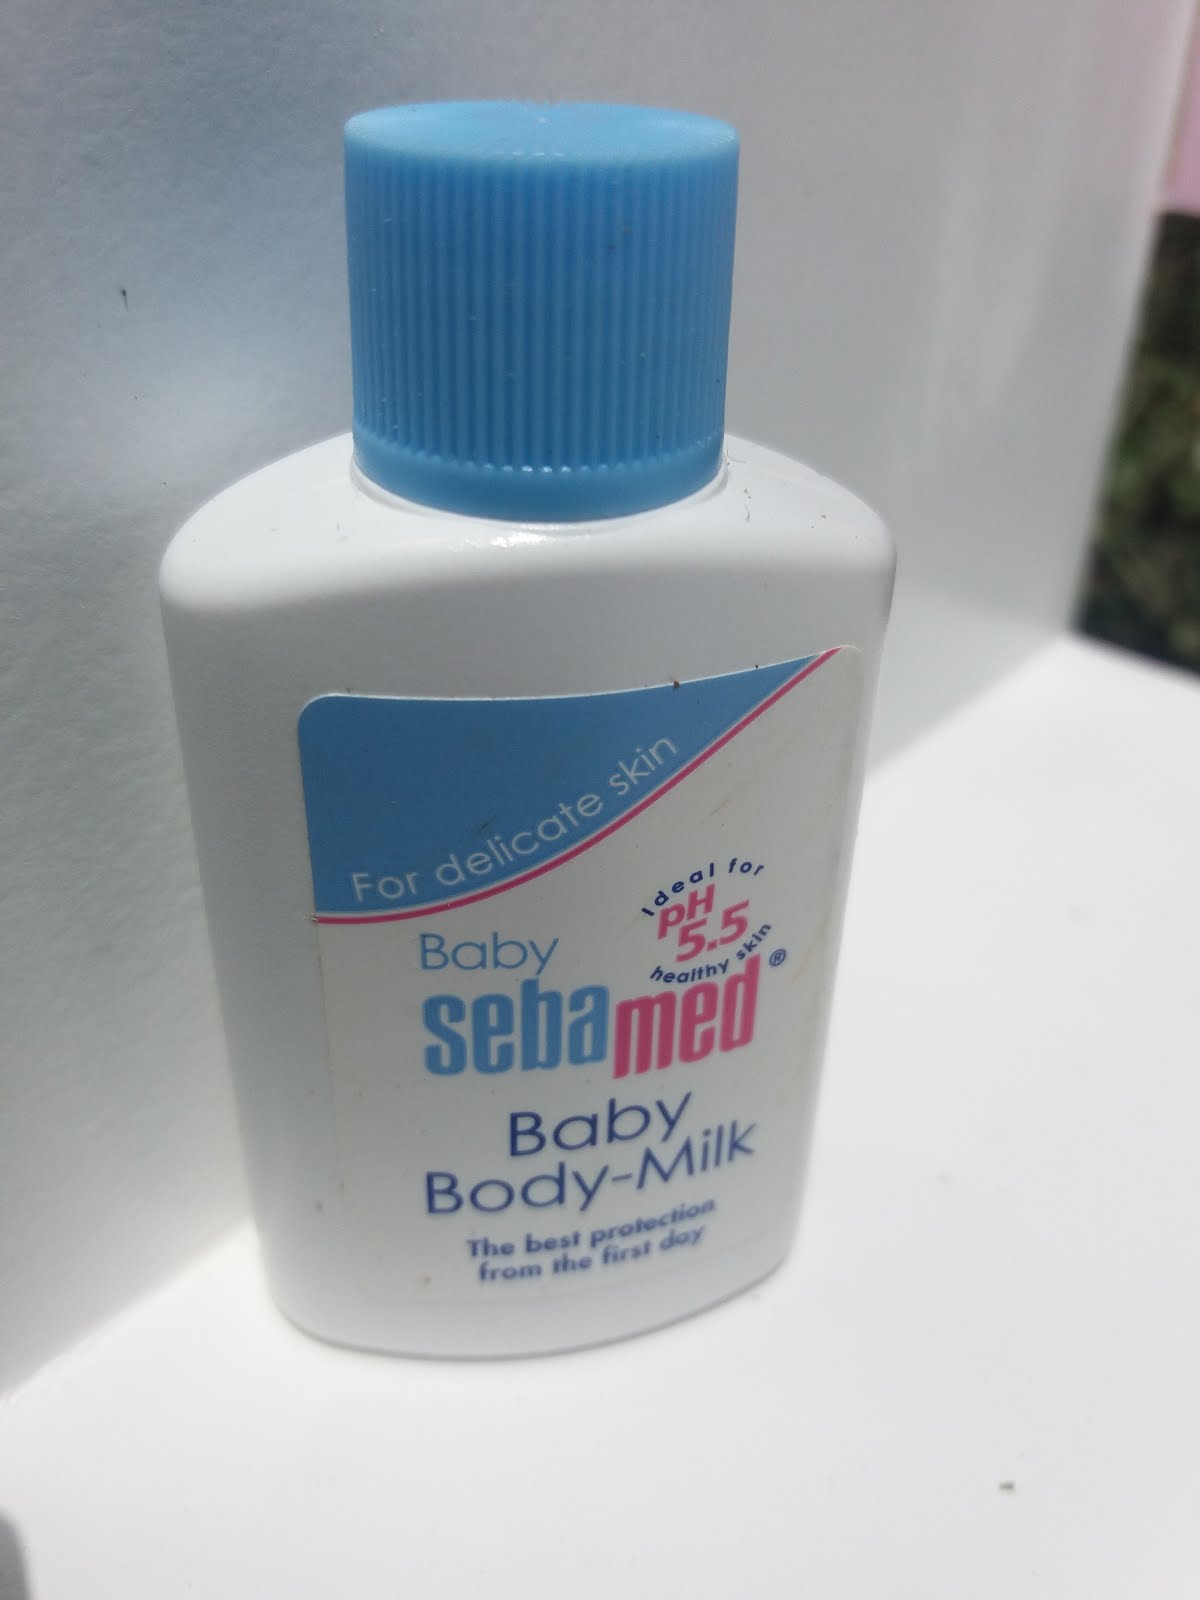 For delicate skin
Ideal for
pH
5.5
healthy skin
Baby
sebamed®
Baby
Body-Milk
The best protection
from the first day